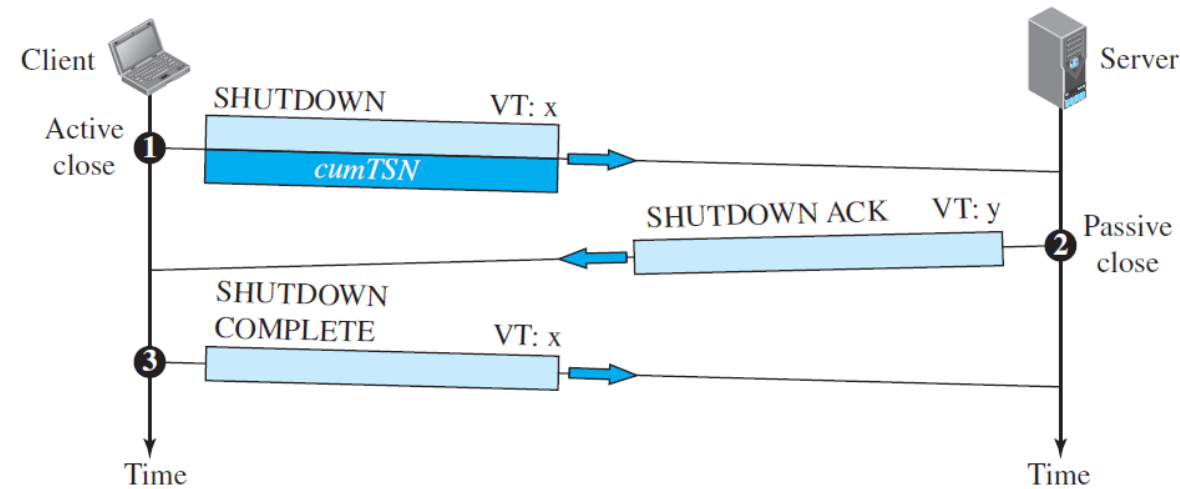 Client
Server
SHUTDOWN VT: x
Active
close
1
cumTSN
SHUTDOWN ACK VT: y
2
Passive
close
SHUTDOWN
COMPLETE VT: x
3
Time
Time